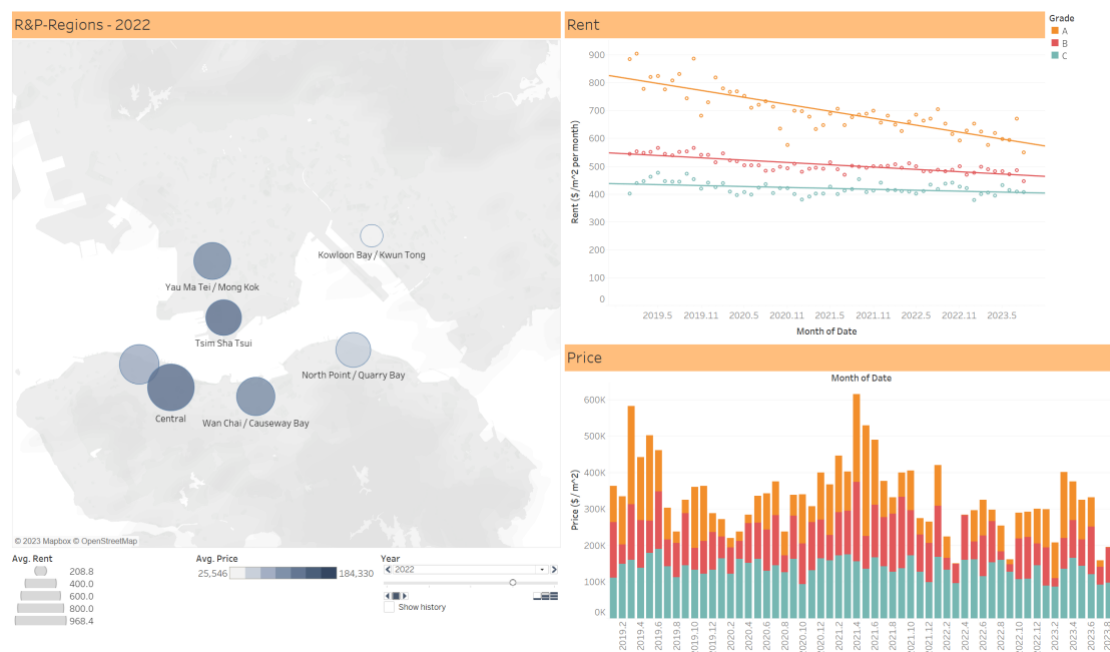 R&P-Regions - 2022
Kowloon Bay / Kwun Tong
Yau Ma Tei / Mong Kok
Tsim Sha Tsui
North Point / Quarry Bay
Central
Wan Chai / Causeway Bay
© 2023 Mapbox © OpenStreetMap
Avg. Rent
208.8
400.0
600.0
800.0
968.4
Avg. Price
25,546
184,330
Year
2022
Show history
Rent
900
800
700
600
500
400
300
200
100
0
Rent ($ /m^2 per month)
2019.5 2019.11 2020.5 2020.11 2021.5 2021.11 2022.5 2022.11 2023.5
Month of Date
Grade
A
B
C
Price
Month of Date
600K
500K
400K
300K
200K
100K
0K
Price ($ / m^2)
2019.2 2019.4 2019.6 2019.8 2019.10 2019.12 2020.2 2020.4 2020.6 2020.8 2020.10 2020.12 2021.2 2021.4 2021.6 2021.8 2021.10 2021.12 2022.2 2022.4 2022.6 2022.8 2022.10 2022.12 2023.2 2023.4 2023.6 2023.8